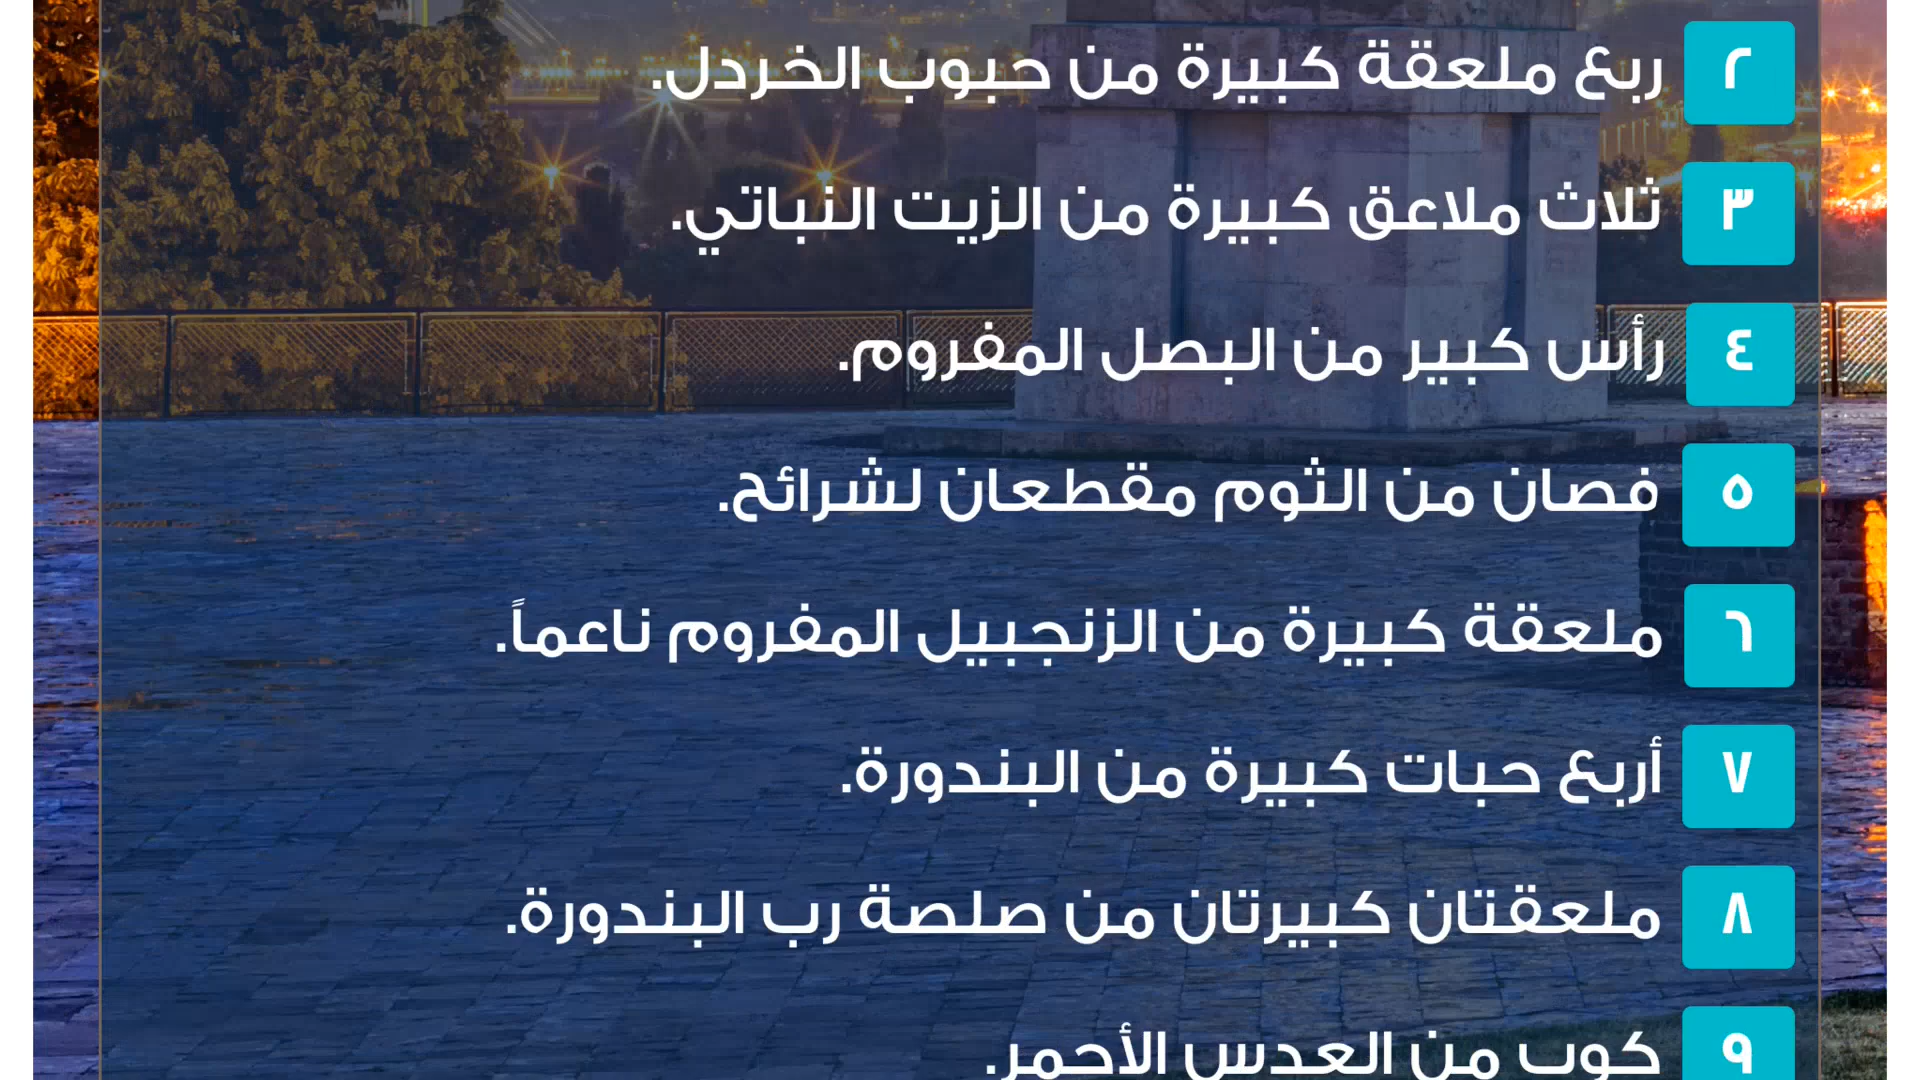 ٢ ربع ملعقة كبيرة من حبوب الخردل.
٣ ثلاث ملاعق كبيرة من الزيت النباتي.
٤ رأس كبير من البصل المفروم.
٥ فصان من الثوم مقطعان لشرائح.
٦ ملعقة كبيرة من الزنجبيل المفروم ناعماً.
٧ أربع حبات كبيرة من البندورة.
٨ ملعقتان كبيرتان من صلصة رب البندورة.
٩ كوب من العدس الأحمر.